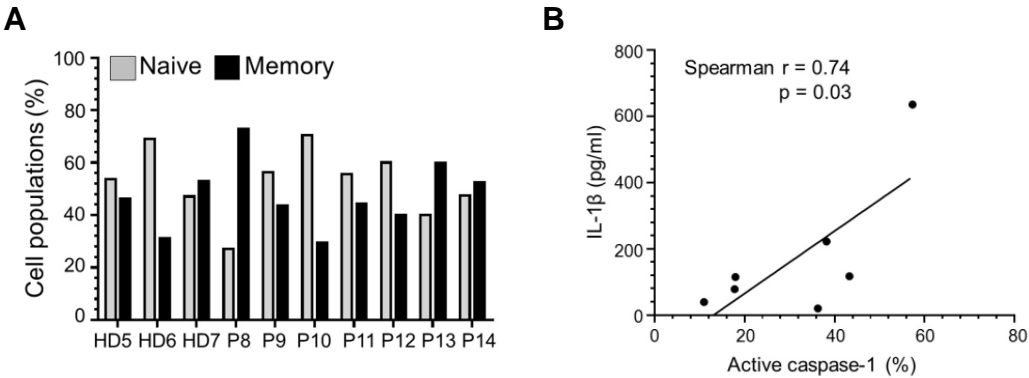 A
Cell populations (%)
100
80
60
40
20
0
Naive
Memory
HD5 HD6 HD7 P8 P9 P10 P11 P12 P13 P14
B
IL-1β (pg/ml)
800
600
400
200
0
Spearman r = 0.74
p = 0.03
0 20 40 60 80
Active caspase-1 (%)